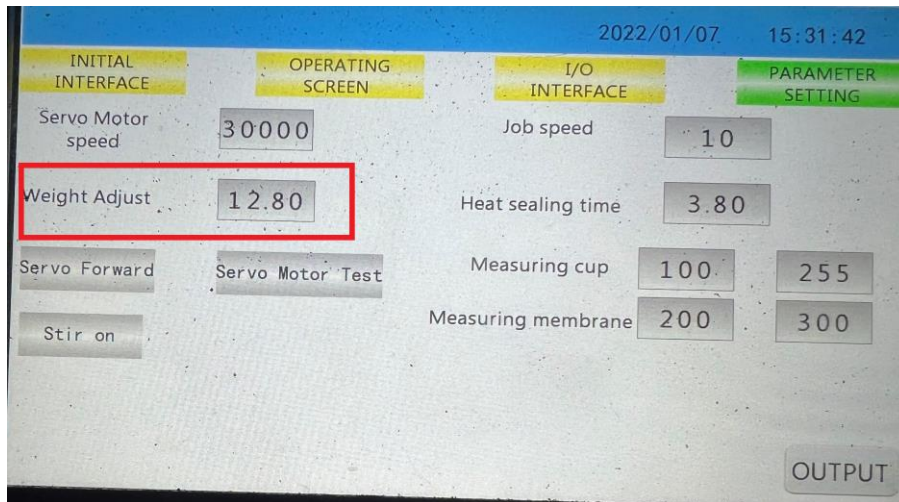 2022/01/07 15:31:42
INITIAL
INTERFACE
OPERATING
SCREEN
I/O
INTERFACE
PARAMETER
SETTING
Servo Motor
speed
30000
Job speed
10
Weight Adjust
12.80
Heat sealing time
3.80
Servo Forward
Servo Motor Test
Measuring cup
100
255
Stir on
Measuring membrane
200
300
OUTPUT